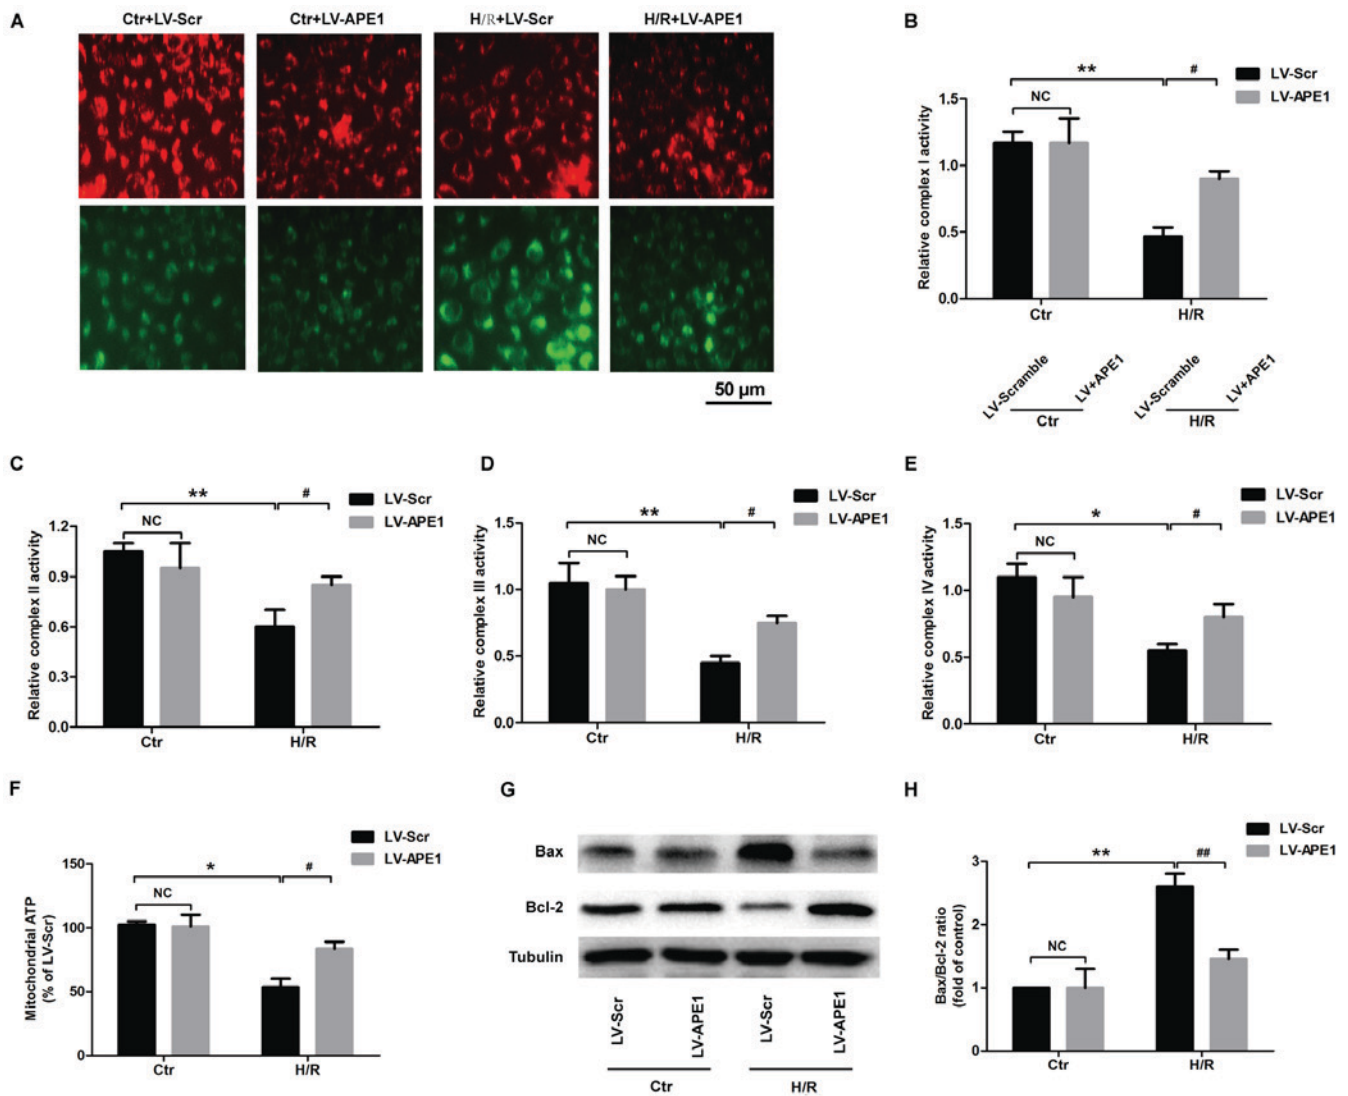 A
Ctr+LV-Scr
Ctr+LV-APE1
H/R+LV-Scr
H/R+LV-APE1
50 µm
B
LV-Scr
LV-APE1
**
#
NC
Relative complex I activity
1.5
1.0
0.5
0.0
Ctr
H/R
LV-Scramble
LV+APE1
LV-Scramble
LV+APE1
Ctr
H/R
C
LV-Scr
LV-APE1
**
#
NC
Relative complex II activity
1.2
0.9
0.6
0.3
0.0
Ctr
H/R
D
LV-Scr
LV-APE1
**
#
NC
Relative complex III activity
1.5
1.0
0.5
0.0
Ctr
H/R
E
LV-Scr
LV-APE1
*
#
NC
Relative complex IV activity
1.5
1.0
0.5
0.0
Ctr
H/R
F
LV-Scr
LV-APE1
*
#
NC
Mitochondrial ATP
(% of LV-Scr)
150
100
50
0
Ctr
H/R
G
Bax
Bcl-2
Tubulin
LV-Scr
LV-APE1
LV-Scr
LV-APE1
Ctr
H/R
H
LV-Scr
LV-APE1
**
##
NC
Bax/Bcl-2 ratio
(fold of control)
3
2
1
0
Ctr
H/R